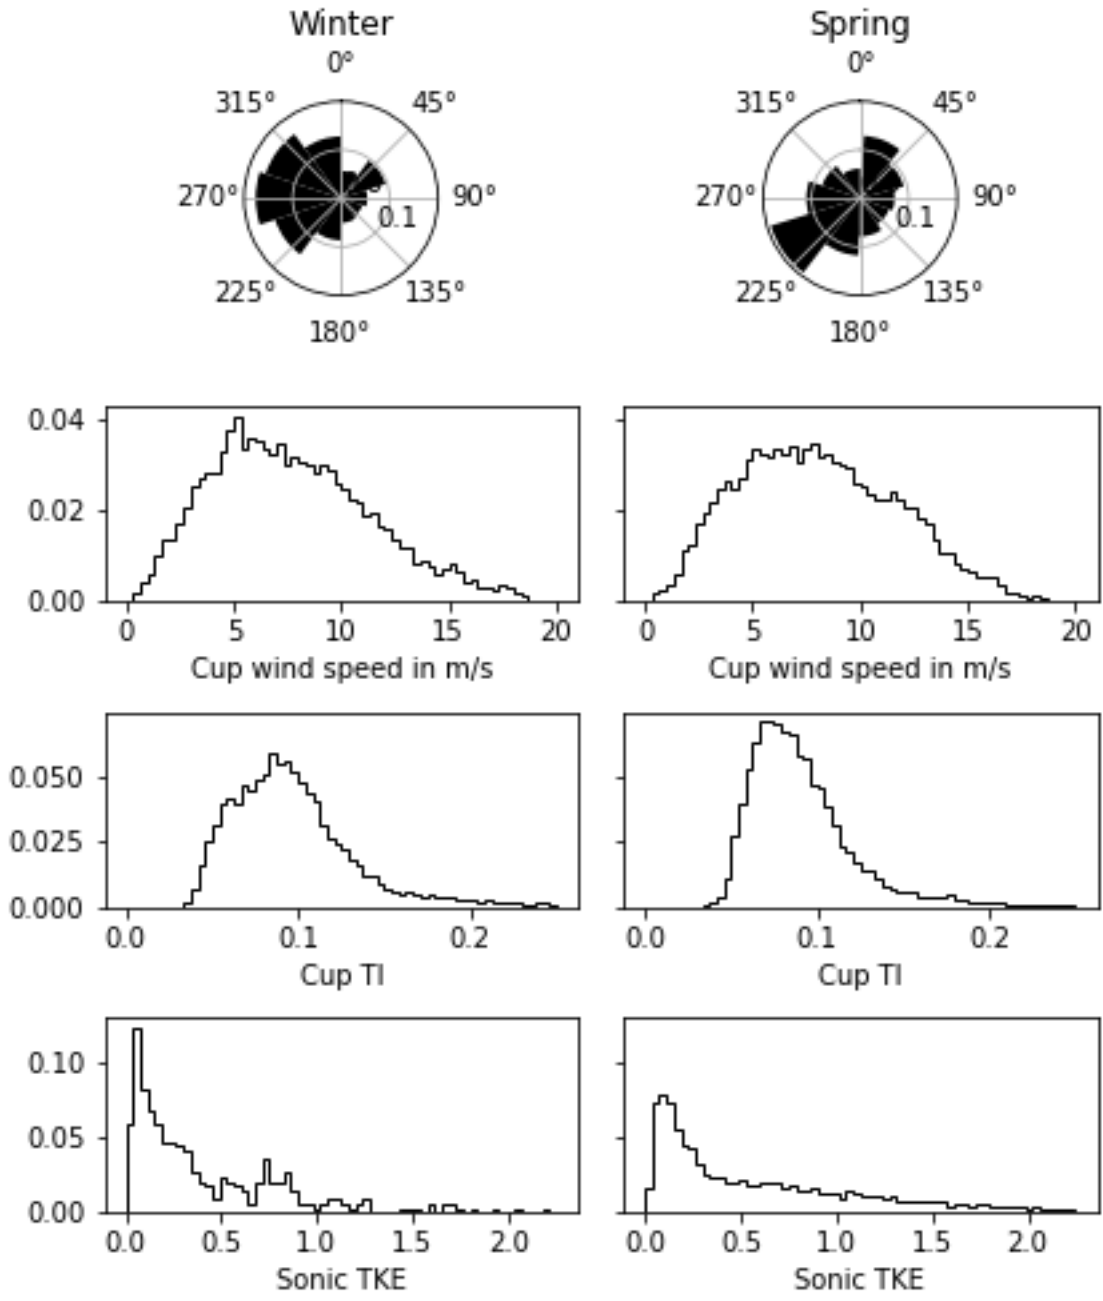 Winter Spring
0° 0°
315° 45° 315° 45°
270° 90° 270° 90°
0.1 0.1
225° 135° 225° 135°
180° 180°
0.04
0.02
0.00
0 5 10 15 20 0 5 10 15 20
Cup wind speed in m/s Cup wind speed in m/s
0.050
0.025
0.000
0.0 0.1 0.2 0.0 0.1 0.2
Cup TI Cup TI
0.10
0.05
0.00
0.0 0.5 1.0 1.5 2.0 0.0 0.5 1.0 1.5 2.0
Sonic TKE Sonic TKE